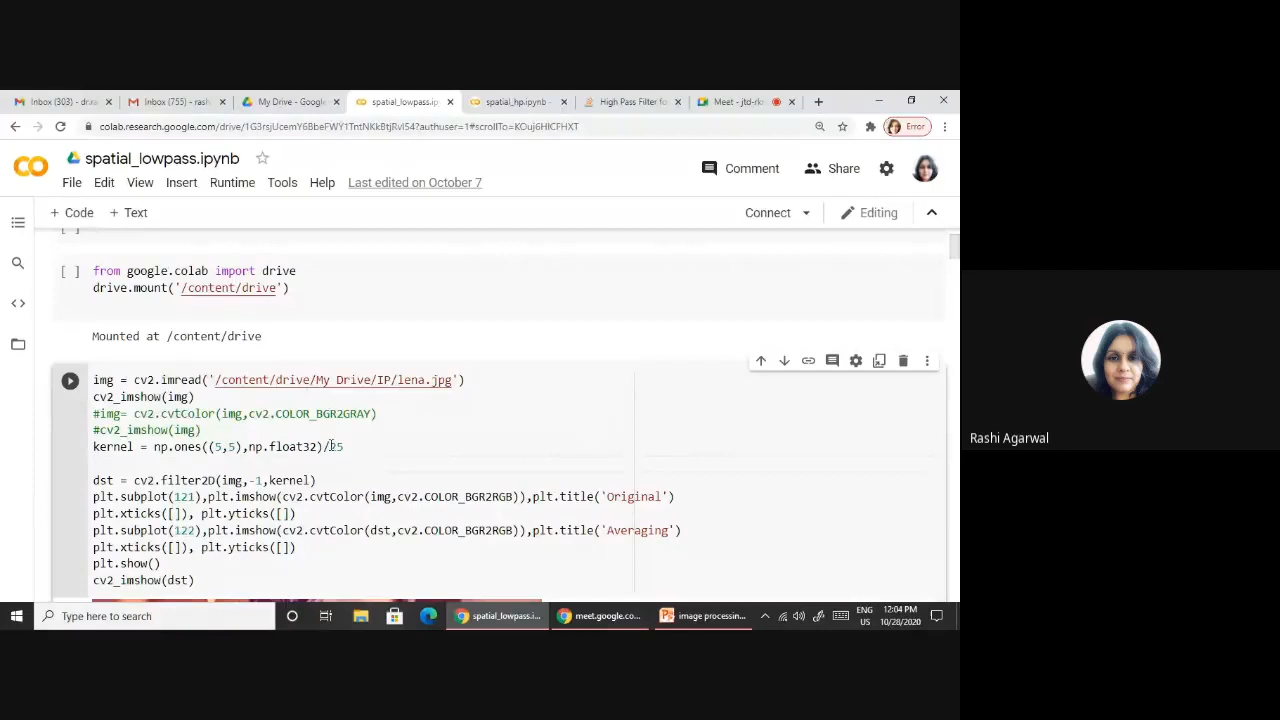 Inbox (303) - dr.ra
Inbox (755) - rash
My Drive - Google
spatial_lowpass.ip
spatial_hp.ipynb -
High Pass Filter fo
Meet - jtd-rkr
colab.research.google.com/drive/1G3rsjUcemY6BbeFWY1TntNKkBtjRvI54?authuser=1#scrollTo=KOuj6HlCFHXT
Error
spatial_lowpass.ipynb
Comment
Share
File Edit View Insert Runtime Tools Help Last edited on October 7
+ Code + Text
Connect
Editing
[ ]
[ ] from google.colab import drive
drive.mount('/content/drive')
Mounted at /content/drive
img = cv2.imread('/content/drive/My Drive/IP/lena.jpg')
cv2_imshow(img)
#img= cv2.cvtColor(img,cv2.COLOR_BGR2GRAY)
#cv2_imshow(img)
kernel = np.ones((5,5),np.float32)/25
dst = cv2.filter2D(img,-1,kernel)
plt.subplot(121),plt.imshow(cv2.cvtColor(img,cv2.COLOR_BGR2RGB)),plt.title('Original')
plt.xticks([]), plt.yticks([])
plt.subplot(122),plt.imshow(cv2.cvtColor(dst,cv2.COLOR_BGR2RGB)),plt.title('Averaging')
plt.xticks([]), plt.yticks([])
plt.show()
cv2_imshow(dst)
Rashi Agarwal
Type here to search
spatial_lowpass.i...
meet.google.co...
image processin...
ENG
US
12:04 PM
10/28/2020